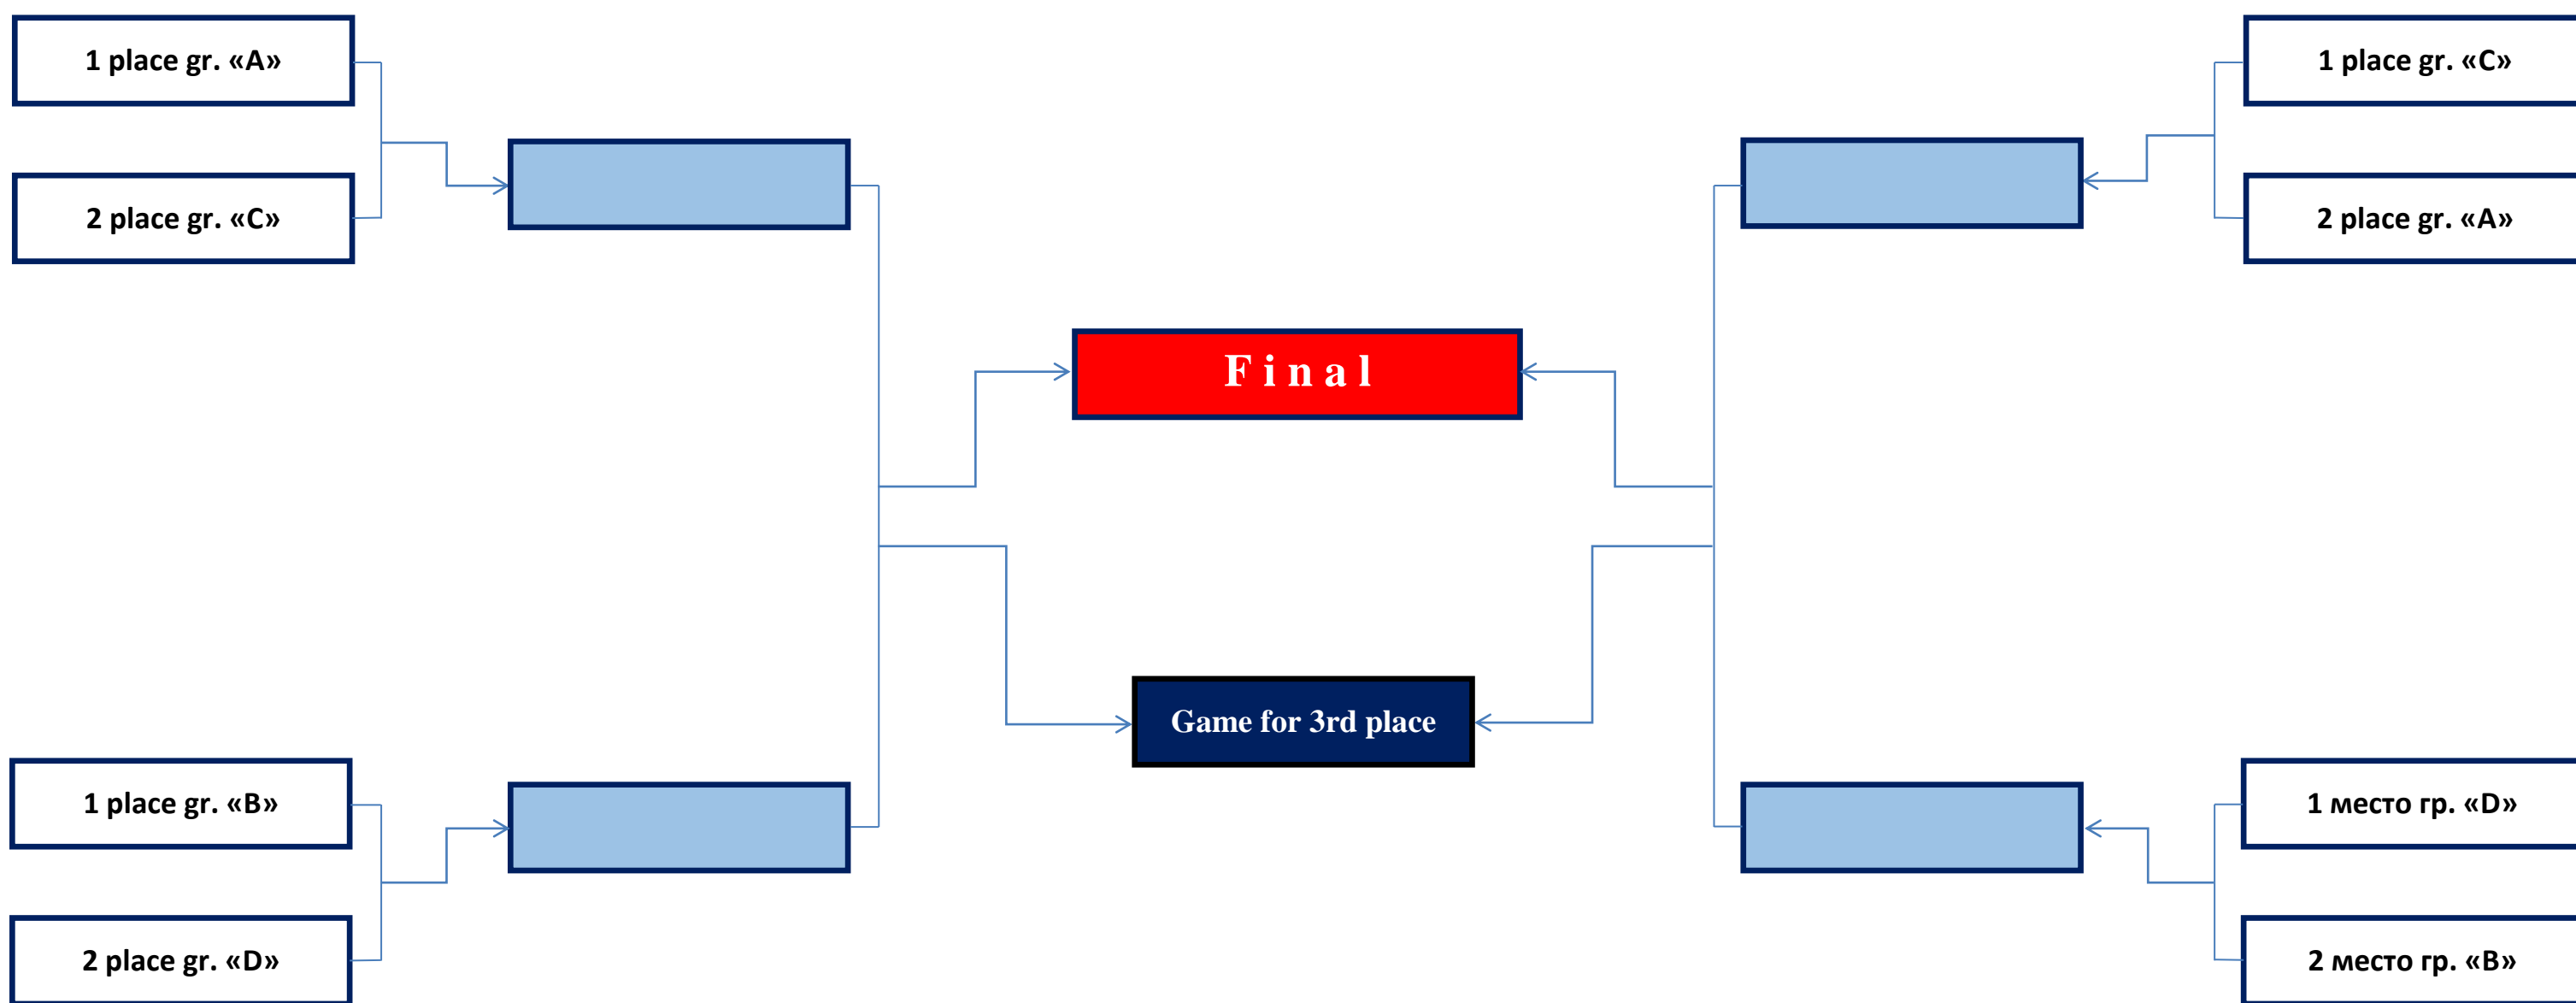 1 place gr. «A»
1 place gr. «C»
2 place gr. «C»
2 place gr. «A»
Final
Game for 3rd place
1 place gr. «B»
1 место гр. «D»
2 place gr. «D»
2 место гр. «B»